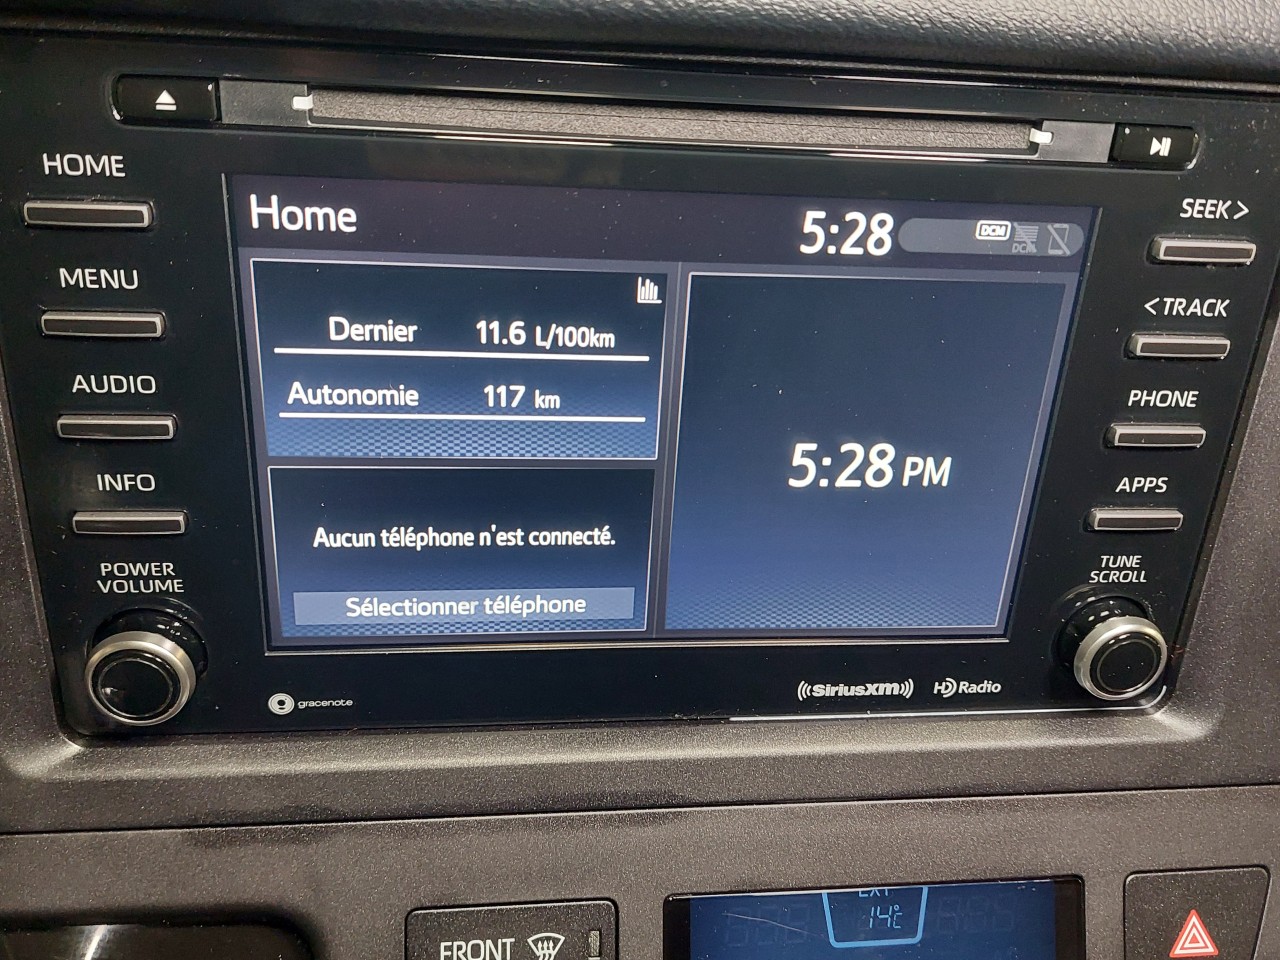 HOME
MENU
AUDIO
INFO
POWER
VOLUME
Home
5:28
DCM
DCM
Dernier 11.6 L/100km
Autonomie 117 km
Aucun téléphone n'est connecté.
Sélectionner téléphone
5:28 PM
SEEK>
<TRACK
PHONE
APPS
TUNE
SCROLL
gracenote
((SiriusXM))
HD Radio
FRONT
EXT
14°C